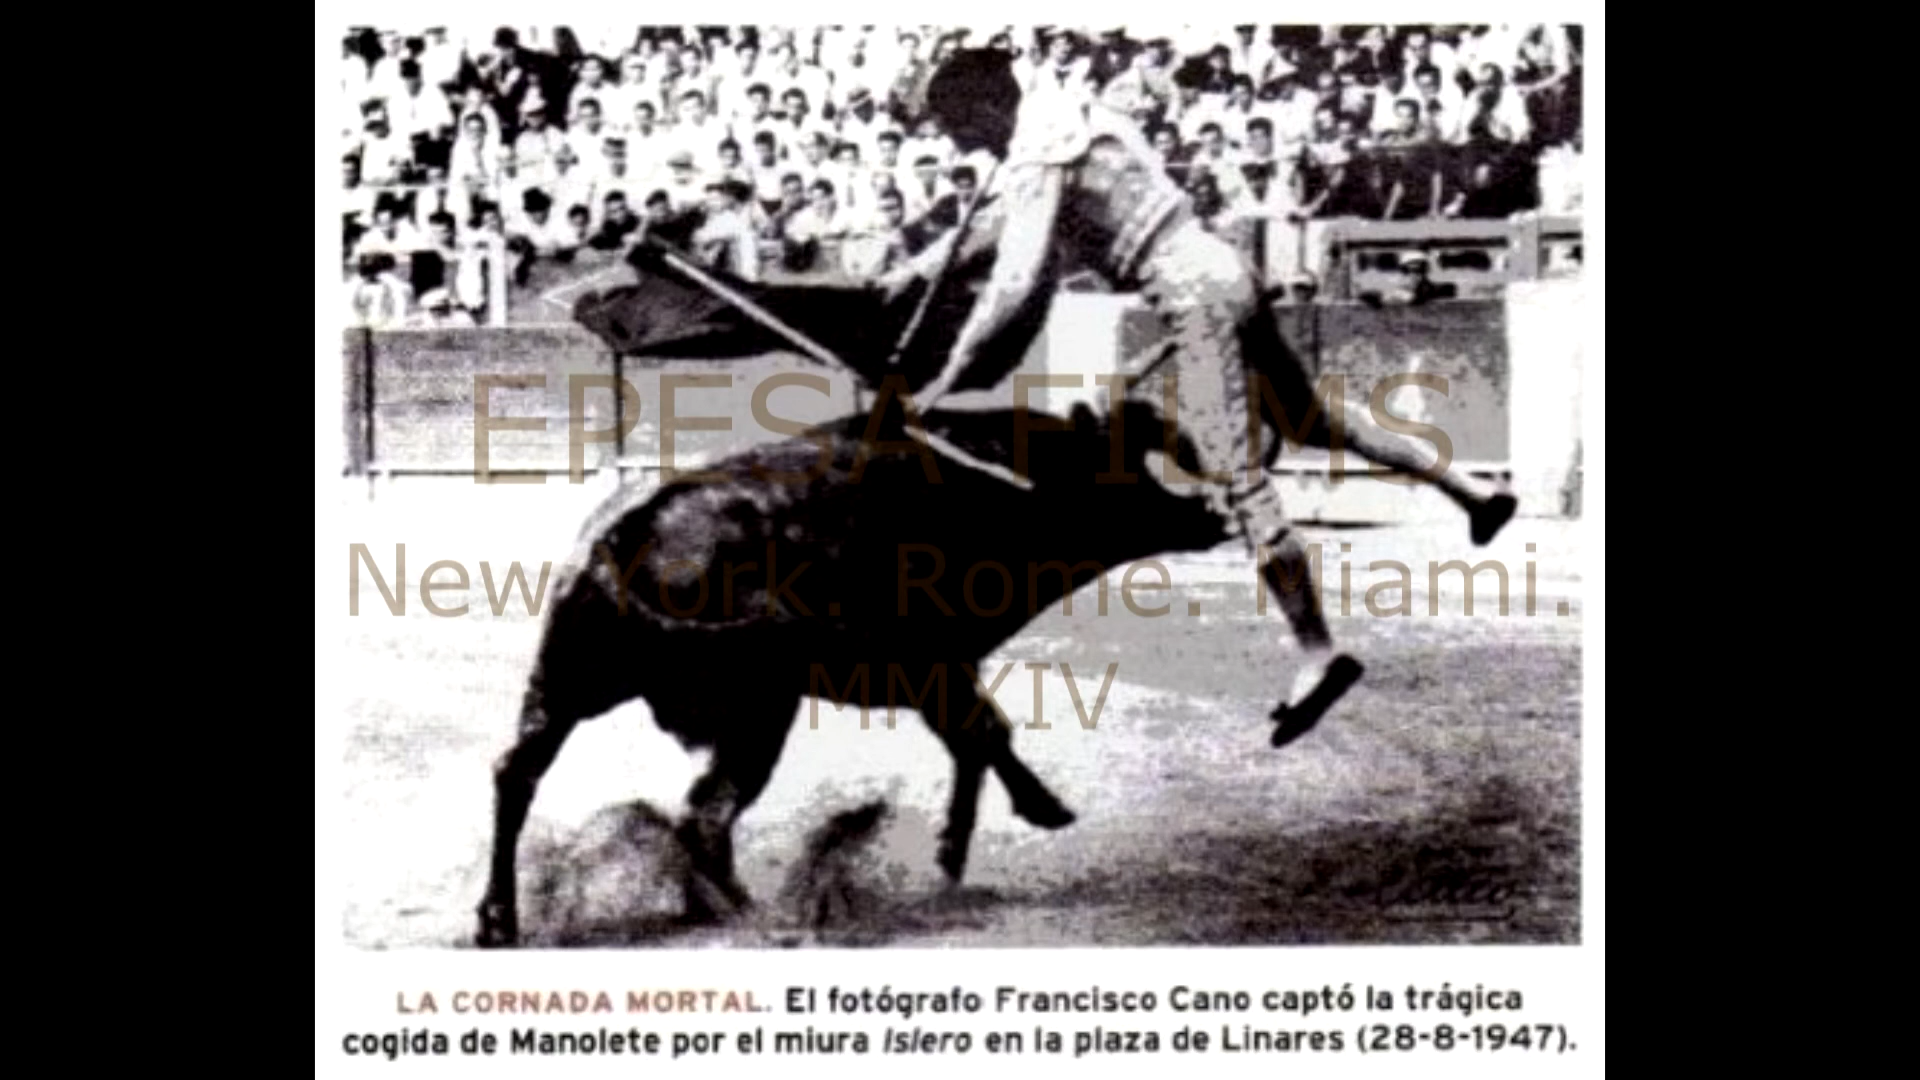 EPESA FILMS
New York. Rome. Miami.
MMXIV
LA CORNADA MORTAL. El fotógrafo Francisco Cano captó la trágica
cogida de Manolete por el miura Islero en la plaza de Linares (28-8-1947).